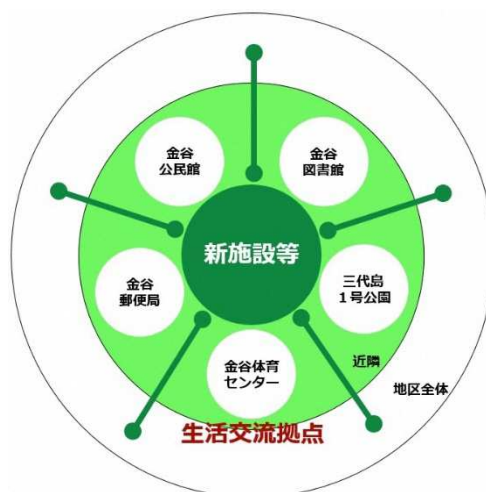 金谷
公民館
金谷
図書館
新施設等
金谷
郵便局
三代島
1号公園
金谷体育
センター
近隣
地区全体
生活交流拠点